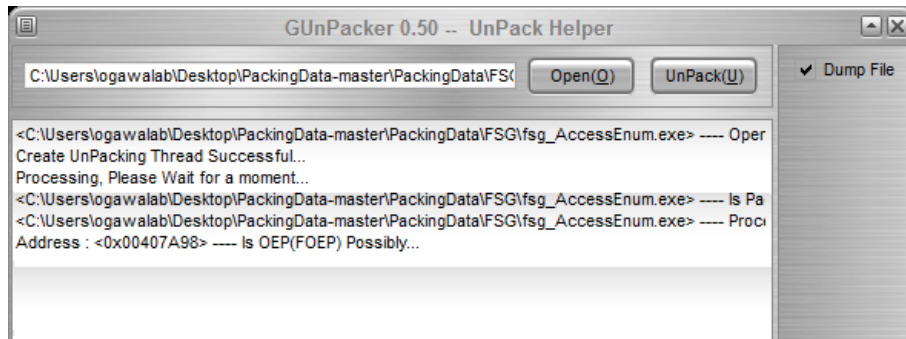 GUnPacker 0.50 -- UnPack Helper
C:\Users\ogawalab\Desktop\PackingData-master\PackingData\FS( Open(O) UnPack(U) Dump File
<C:\Users\ogawalab\Desktop\PackingData-master\PackingData\FSG\fsg_AccessEnum.exe> ---- Open
Create UnPacking Thread Successful...
Processing, Please Wait for a moment...
<C:\Users\ogawalab\Desktop\PackingData-master\PackingData\FSG\fsg_AccessEnum.exe> ---- Is Pa
<C:\Users\ogawalab\Desktop\PackingData-master\PackingData\FSG\fsg_AccessEnum.exe> ---- Proce
Address : <0x00407A98> ---- Is OEP(FOEP) Possibly...